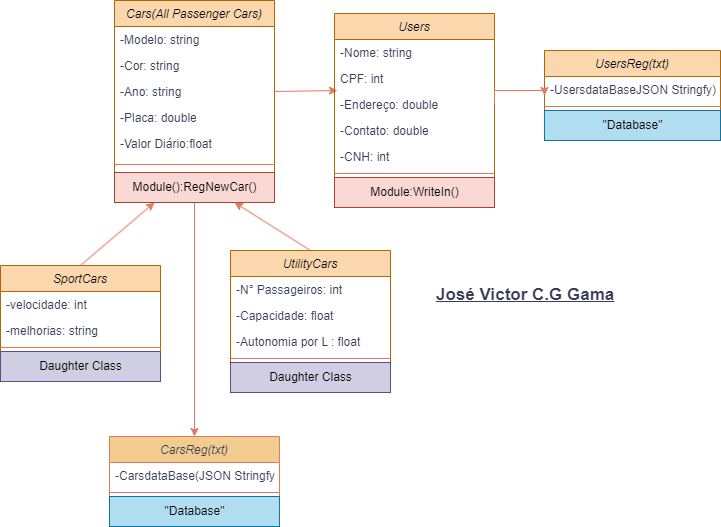 Cars(All Passenger Cars)
-Modelo: string
-Cor: string
-Ano: string
-Placa: double
-Valor Diário:float
Module():RegNewCar()
Users
-Nome: string
CPF: int
-Endereço: double
-Contato: double
-CNH: int
Module:WriteIn()
UsersReg(txt)
-UsersdataBaseJSON Stringfy)
"Database"
SportCars
-velocidade: int
-melhorias: string
Daughter Class
UtilityCars
-N° Passageiros: int
-Capacidade: float
-Autonomia por L : float
Daughter Class
José Victor C.G Gama
CarsReg(txt)
-CarsdataBase(JSON Stringfy
"Database"